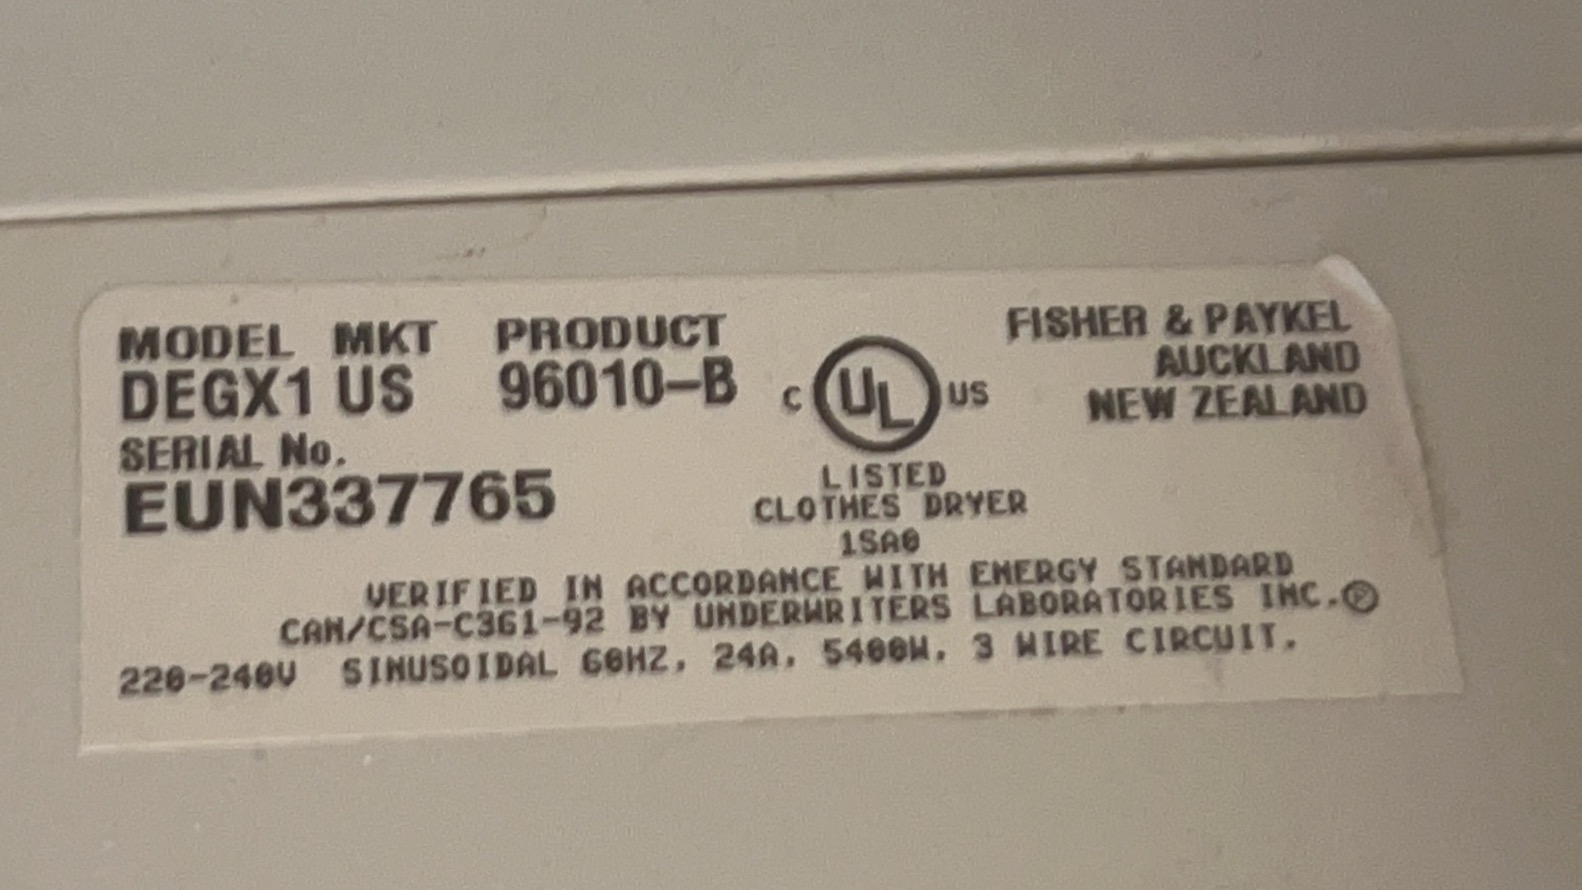 MODEL MKT PRODUCT
DEGX1 US 96010-B
SERIAL No.
EUN337765
C UL US
LISTED
CLOTHES DRYER
1SA0
FISHER & PAYKEL
AUCKLAND
NEW ZEALAND
VERIFIED IN ACCORDANCE WITH ENERGY STANDARD
CAN/CSA-C361-92 BY UNDERWRITERS LABORATORIES INC.®
220-240V SINUSOIDAL 60HZ, 24A, 5400W, 3 WIRE CIRCUIT.